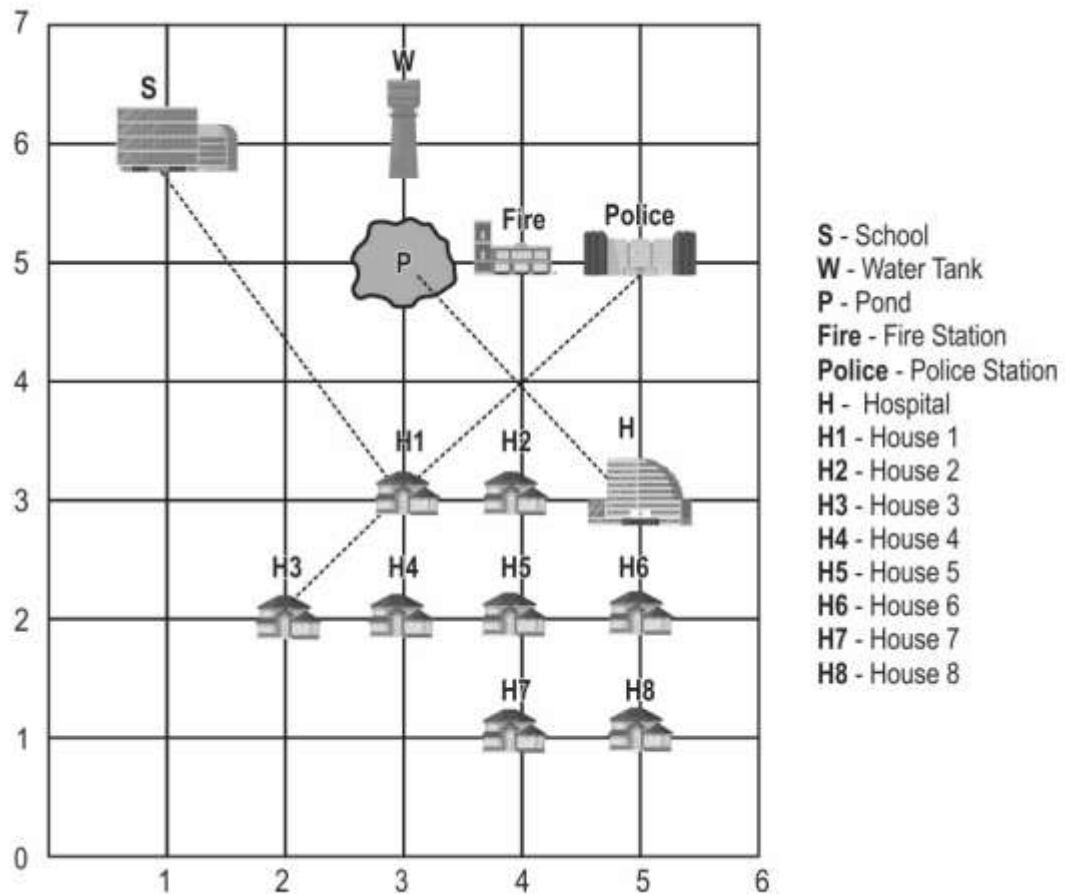 7
W
S
6
Fire Police
5
P
4
H1 H2 H
3
H3 H4 H5 H6
2
H7 H8
1
0
1 2 3 4 5 6
S - School
W - Water Tank
P - Pond
Fire - Fire Station
Police - Police Station
H - Hospital
H1 - House 1
H2 - House 2
H3 - House 3
H4 - House 4
H5 - House 5
H6 - House 6
H7 - House 7
H8 - House 8